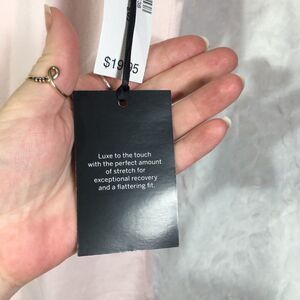 $19.95
Luxe to the touch
with the perfect amount
of stretch for
exceptional recovery
and a flattering fit.